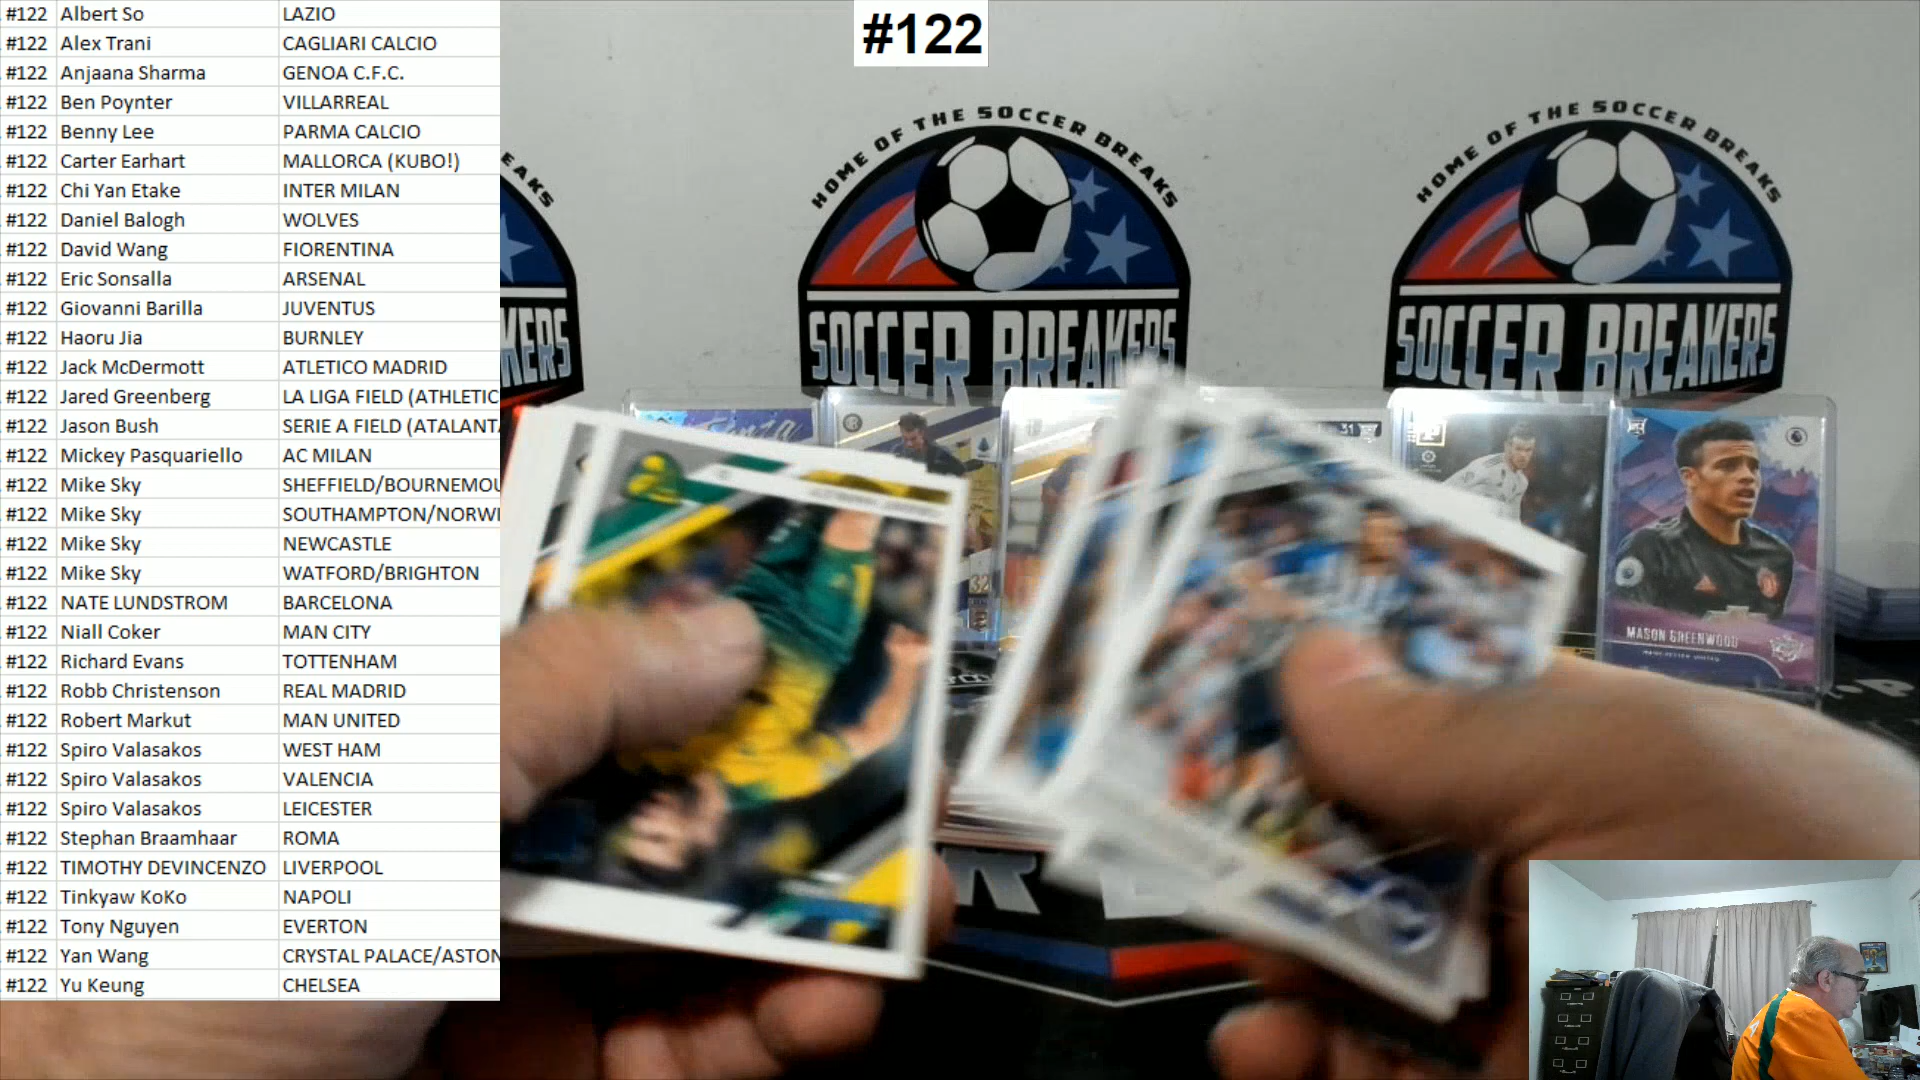 #122 Albert So LAZIO
#122 Alex Trani CAGLIARI CALCIO
#122 Anjaana Sharma GENOA C.F.C.
#122 Ben Poynter VILLARREAL
#122 Benny Lee PARMA CALCIO
#122 Carter Earhart MALLORCA (KUBO!)
#122 Chi Yan Etake INTER MILAN
#122 Daniel Balogh WOLVES
#122 David Wang FIORENTINA
#122 Eric Sonsalla ARSENAL
#122 Giovanni Barilla JUVENTUS
#122 Haoru Jia BURNLEY
#122 Jack McDermott ATLETICO MADRID
#122 Jared Greenberg LA LIGA FIELD (ATHLETIC
#122 Jason Bush SERIE A FIELD (ATALANT
#122 Mickey Pasquariello AC MILAN
#122 Mike Sky SHEFFIELD/BOURNEMOU
#122 Mike Sky SOUTHAMPTON/NORWI
#122 Mike Sky NEWCASTLE
#122 Mike Sky WATFORD/BRIGHTON
#122 NATE LUNDSTROM BARCELONA
#122 Niall Coker MAN CITY
#122 Richard Evans TOTTENHAM
#122 Robb Christenson REAL MADRID
#122 Robert Markut MAN UNITED
#122 Spiro Valasakos WEST HAM
#122 Spiro Valasakos VALENCIA
#122 Spiro Valasakos LEICESTER
#122 Stephan Braamhaar ROMA
#122 TIMOTHY DEVINCENZO LIVERPOOL
#122 Tinkyaw KoKo NAPOLI
#122 Tony Nguyen EVERTON
#122 Yan Wang CRYSTAL PALACE/ASTON
#122 Yu Keung CHELSEA
#122
EAKS
KERS
HOME OF THE SOCCER BREAKS
SOCCER BREAKERS
HOME OF THE SOCCER BREAKS
SOCCER BREAKERS
31
32
MASON GREENWOOD
MANCHESTER UNITED